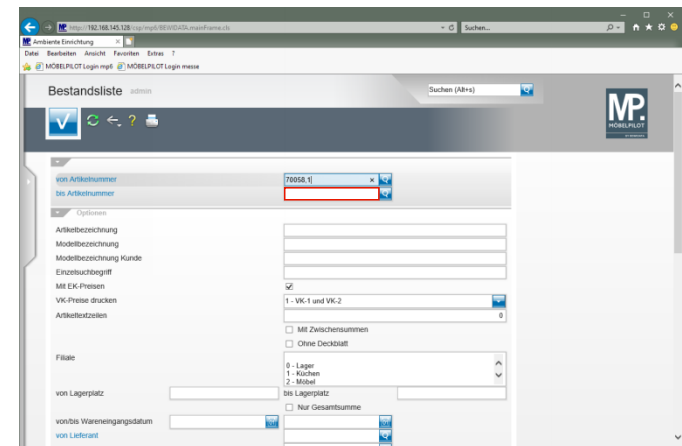 http://192.168.145.128/csp/mp6/BEWIDATA.mainFrame.cls
Suchen...
Ambiente Einrichtung
Datei Bearbeiten Ansicht Favoriten Extras ?
MÖBELPILOT Login mp6 MÖBELPILOT Login messe
Bestandsliste admin
Suchen (Alt+s)
MP.
MÖBELPILOT
von Artikelnummer 70058.1
bis Artikelnummer
Optionen
Artikelbezeichnung
Modellbezeichnung
Modellbezeichnung Kunde
Einzelsuchbegriff
Mit EK-Preisen
VK-Preise drucken 1 - VK-1 und VK-2
Artikeltextzeilen 0
Mit Zwischensummen
Ohne Deckblatt
Filiale
0 - Lager
1 - Küchen
2 - Möbel
von Lagerplatz bis Lagerplatz
Nur Gesamtsumme
von/bis Wareneingangsdatum
von Lieferant